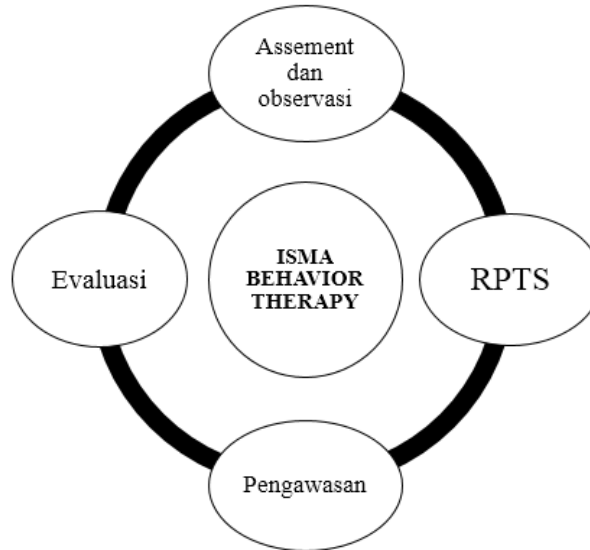 Assement
dan
observasi
Evaluasi
ISMA
BEHAVIOR
THERAPY
RPTS
Pengawasan